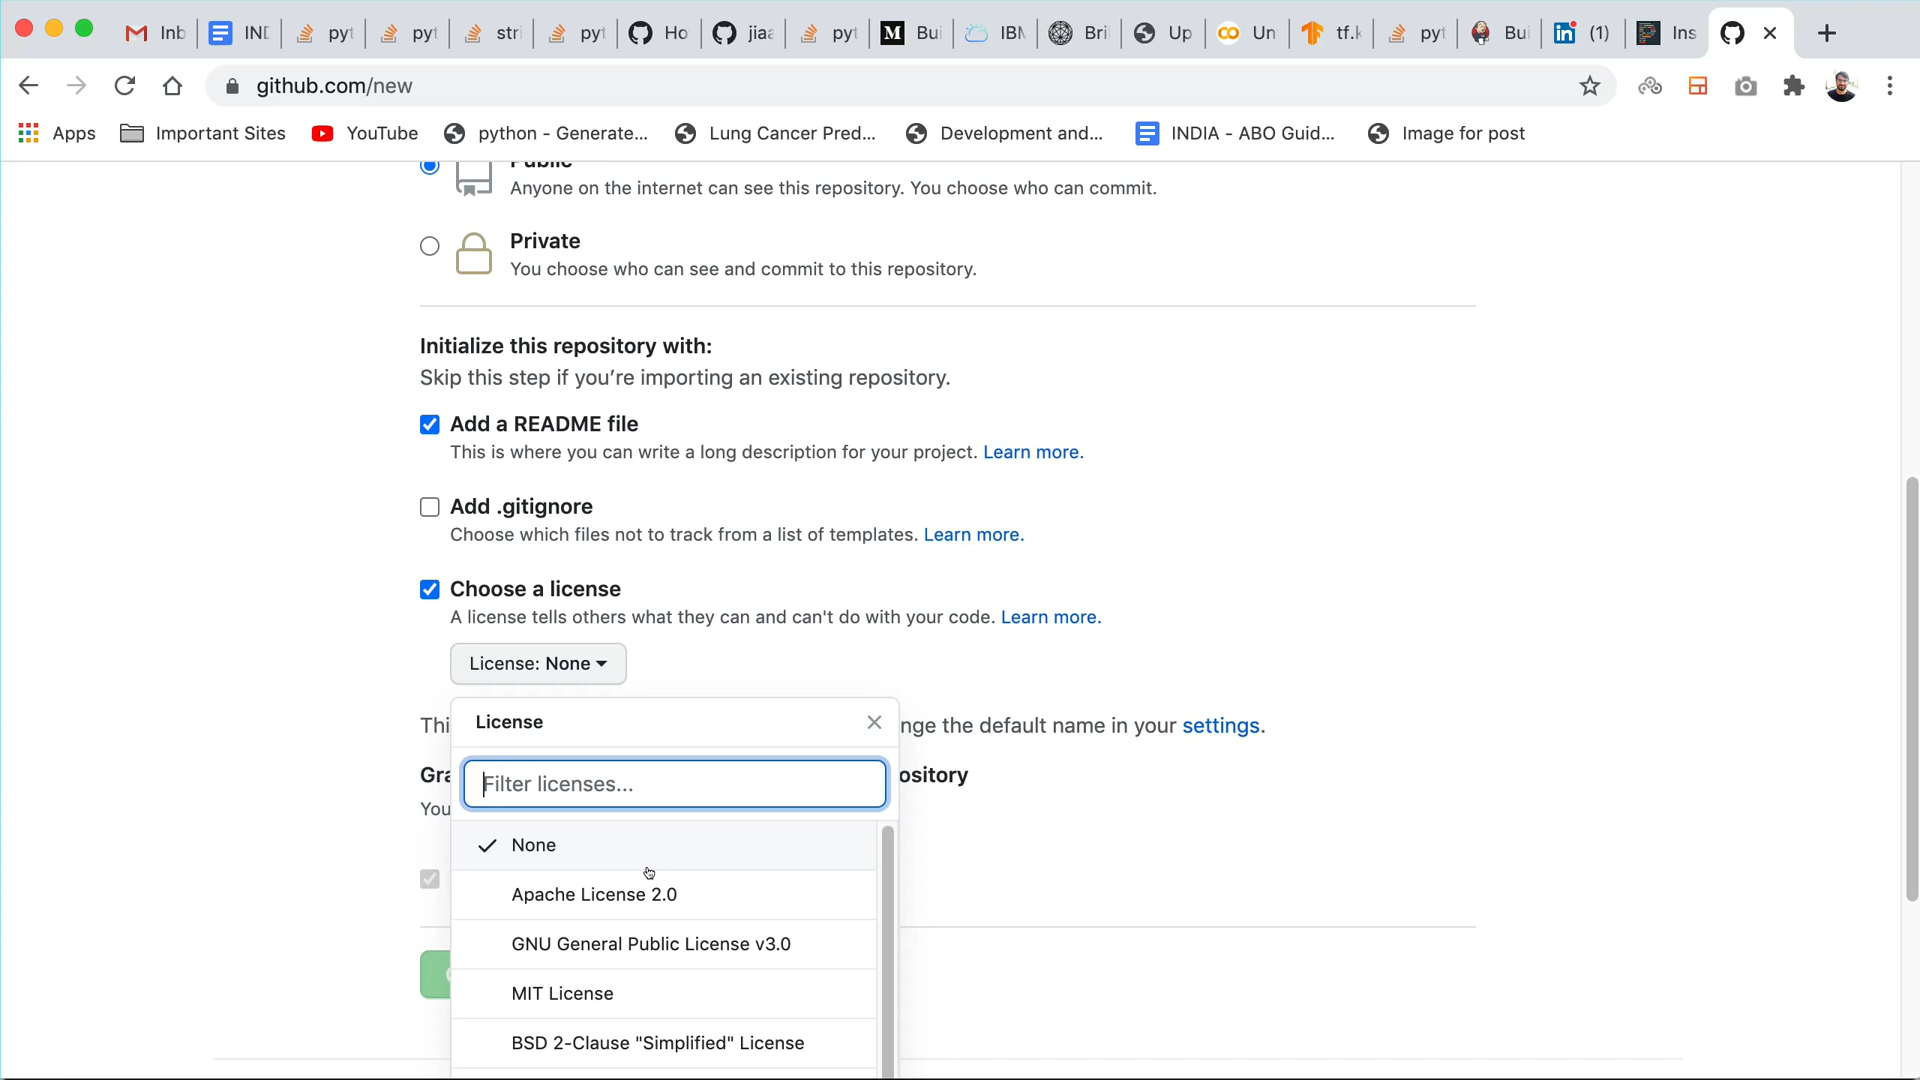 Inb
IND
pyt
pyt
stri
pyt
Ho
jiaa
pyt
Bui
IBM
Bri
Up
Un
tf.k
pyt
Bui
(1)
Ins
github.com/new
Apps
Important Sites
YouTube
python - Generate...
Lung Cancer Pred...
Development and...
INDIA - ABO Guid...
Image for post
Public
Anyone on the internet can see this repository. You choose who can commit.
Private
You choose who can see and commit to this repository.
Initialize this repository with:
Skip this step if you’re importing an existing repository.
Add a README file
This is where you can write a long description for your project. Learn more.
Add .gitignore
Choose which files not to track from a list of templates. Learn more.
Choose a license
A license tells others what they can and can't do with your code. Learn more.
License: None
License
Thi nge the default name in your settings.
Gra ository
Filter licenses...
You
None
Apache License 2.0
GNU General Public License v3.0
MIT License
BSD 2-Clause "Simplified" License